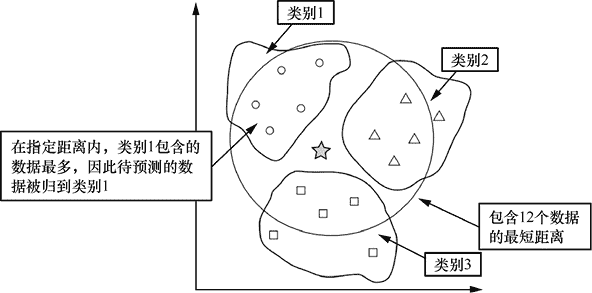 类别1
类别2
在指定距离内，类别1包含的
数据最多，因此待预测的数
据被归到类别1
包含12个数据
的最短距离
类别3